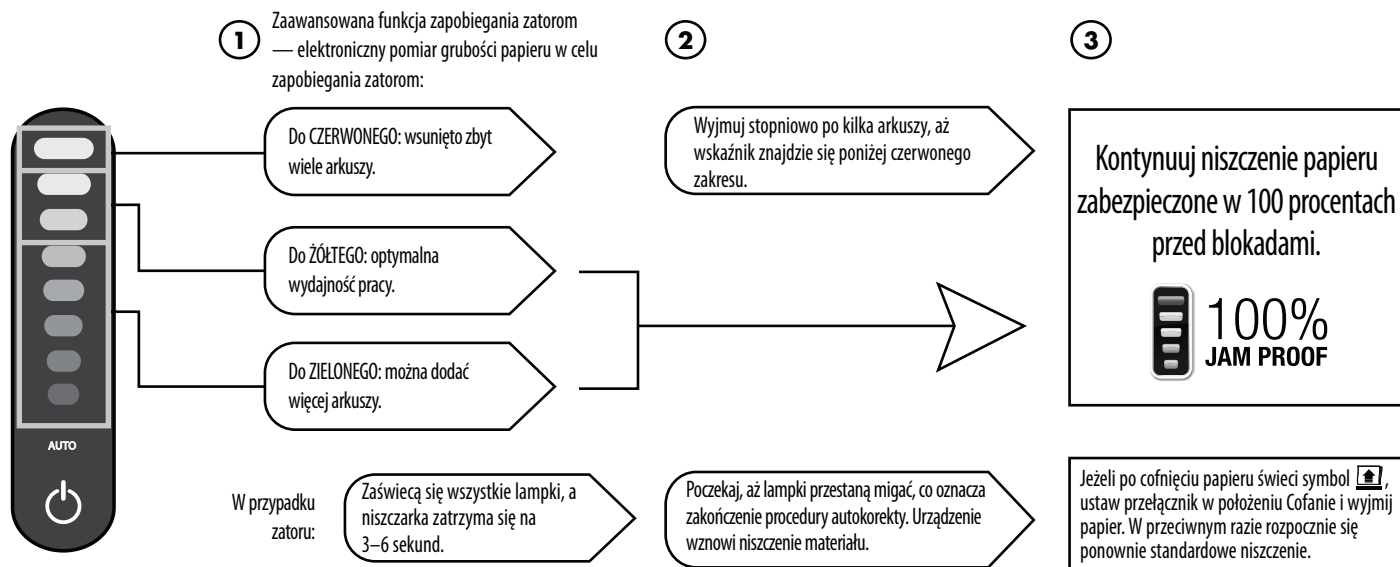 1
Zaawansowana funkcja zapobiegania zatorom
— elektroniczny pomiar grubości papieru w celu
zapobiegania zatorom:
Do CZERWONEGO: wsunięto zbyt
wiele arkuszy.
Do ŻÓŁTEGO: optymalna
wydajność pracy.
Do ZIELONEGO: można dodać
więcej arkuszy.
AUTO
2
Wyjmuj stopniowo po kilka arkuszy, aż
wskaźnik znajdzie się poniżej czerwonego
zakresu.
3
Kontynuuj niszczenie papieru
zabezpieczone w 100 procentach
przed blokadami.
100%
JAM PROOF
W przypadku
zatoru:
Zaświecą się wszystkie lampki, a
niszczarka zatrzyma się na
3–6 sekund.
Poczekaj, aż lampki przestaną migać, co oznacza
zakończenie procedury autokorekty. Urządzenie
wznowi niszczenie materiału.
Jeżeli po cofnięciu papieru świeci symbol ,
ustaw przełącznik w położeniu Cofanie i wyjmij
papier. W przeciwnym razie rozpocznie się
ponownie standardowe niszczenie.